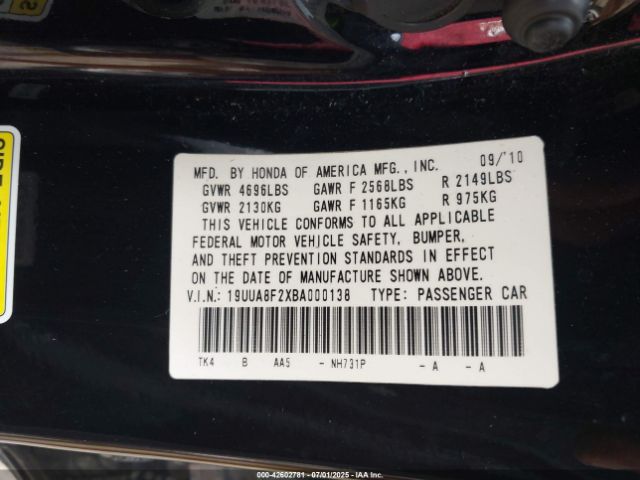 MFD. BY HONDA OF AMERICA MFG., INC. 09/'10
GVWR 4696LBS GAWR F 2568LBS R 2149LBS
GVWR 2130KG GAWR F 1165KG R 975KG
THIS VEHICLE CONFORMS TO ALL APPLICABLE
FEDERAL MOTOR VEHICLE SAFETY, BUMPER,
AND THEFT PREVENTION STANDARDS IN EFFECT
ON THE DATE OF MANUFACTURE SHOWN ABOVE.
V.I.N.: 19UUA8F2XBA000138 TYPE: PASSENGER CAR
TK4 B AA5 - NH731P - A - A
000-42602781 - 07/01/2025 - IAAI, Inc.